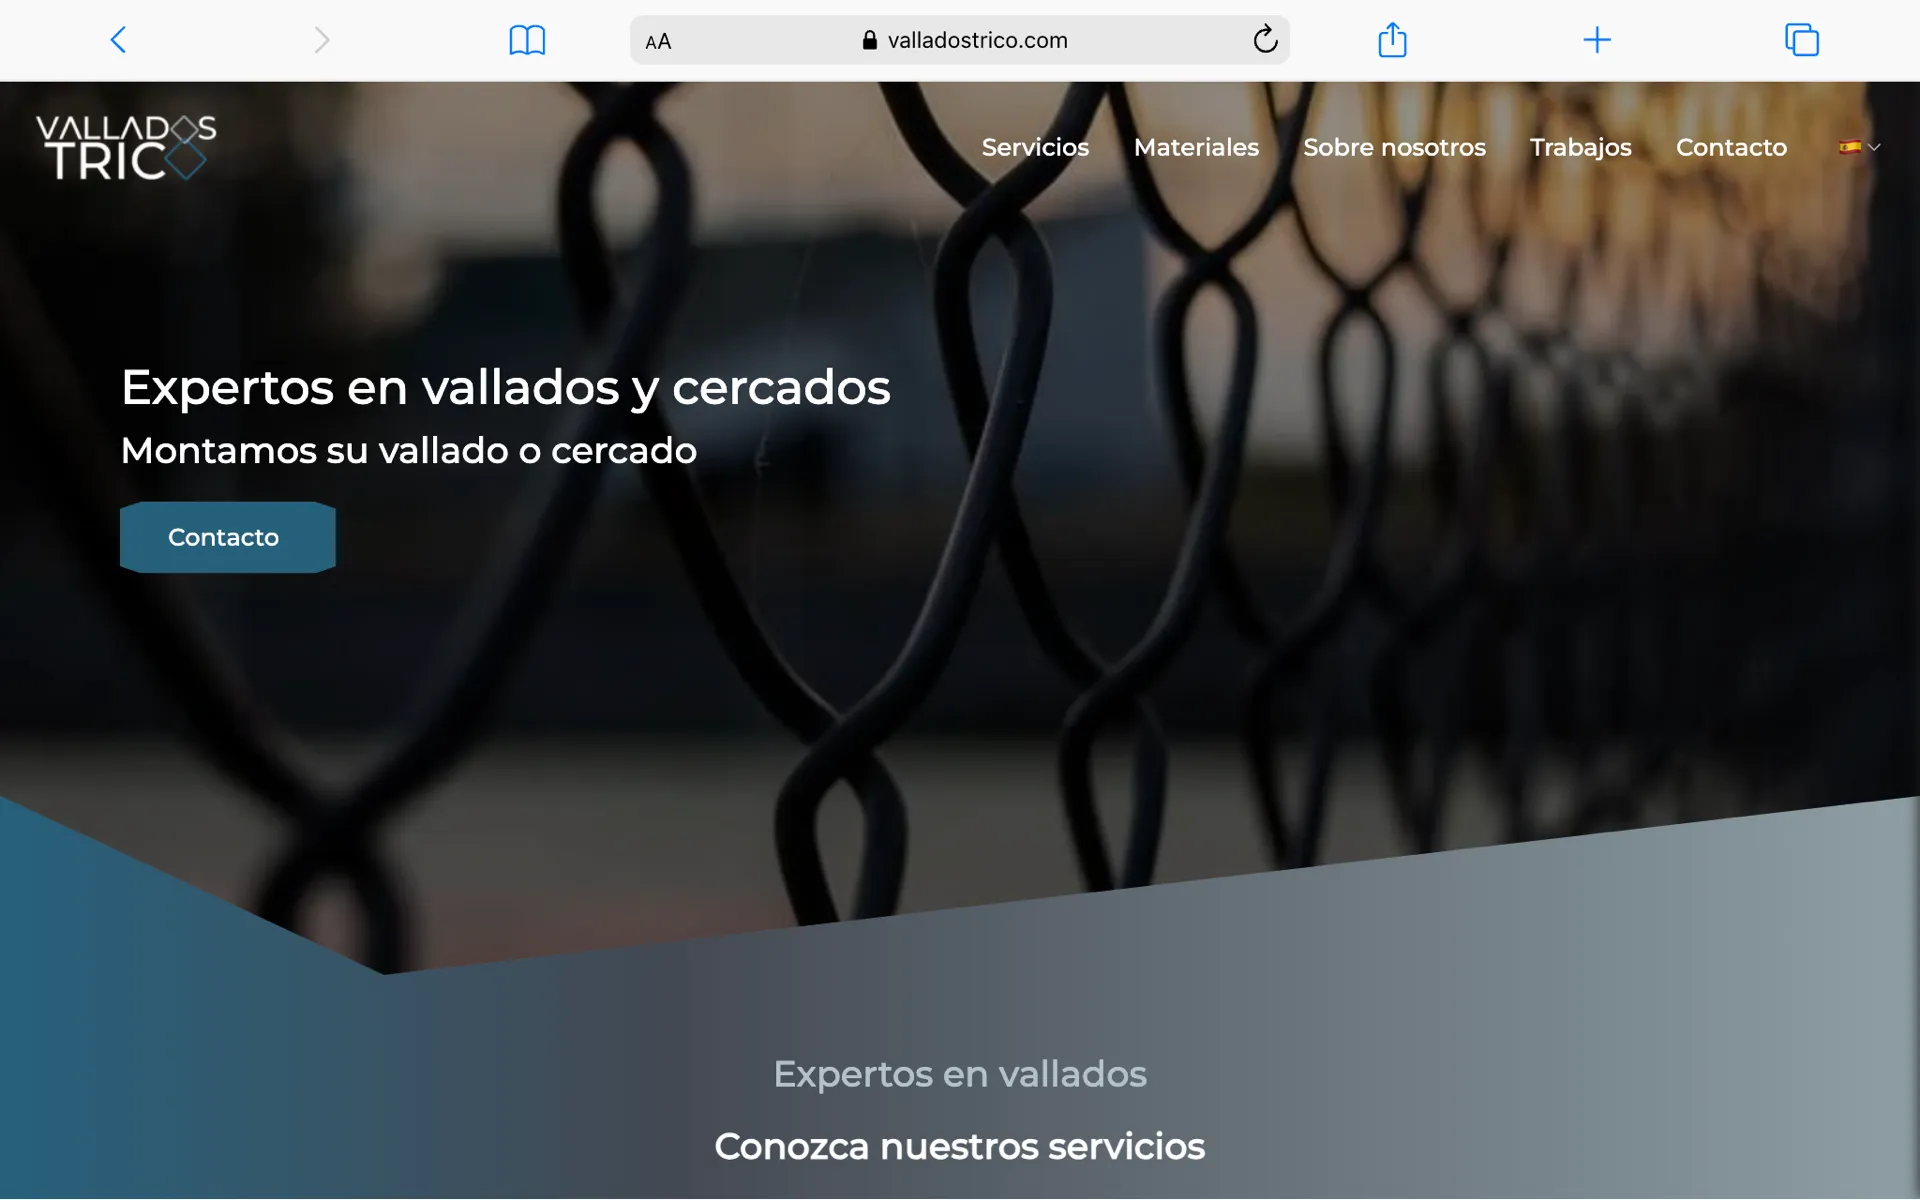 AA
valladostrico.com
VALLADOS
TRICO
Servicios
Materiales
Sobre nosotros
Trabajos
Contacto
Expertos en vallados y cercados
Montamos su vallado o cercado
Contacto
Expertos en vallados
Conozca nuestros servicios